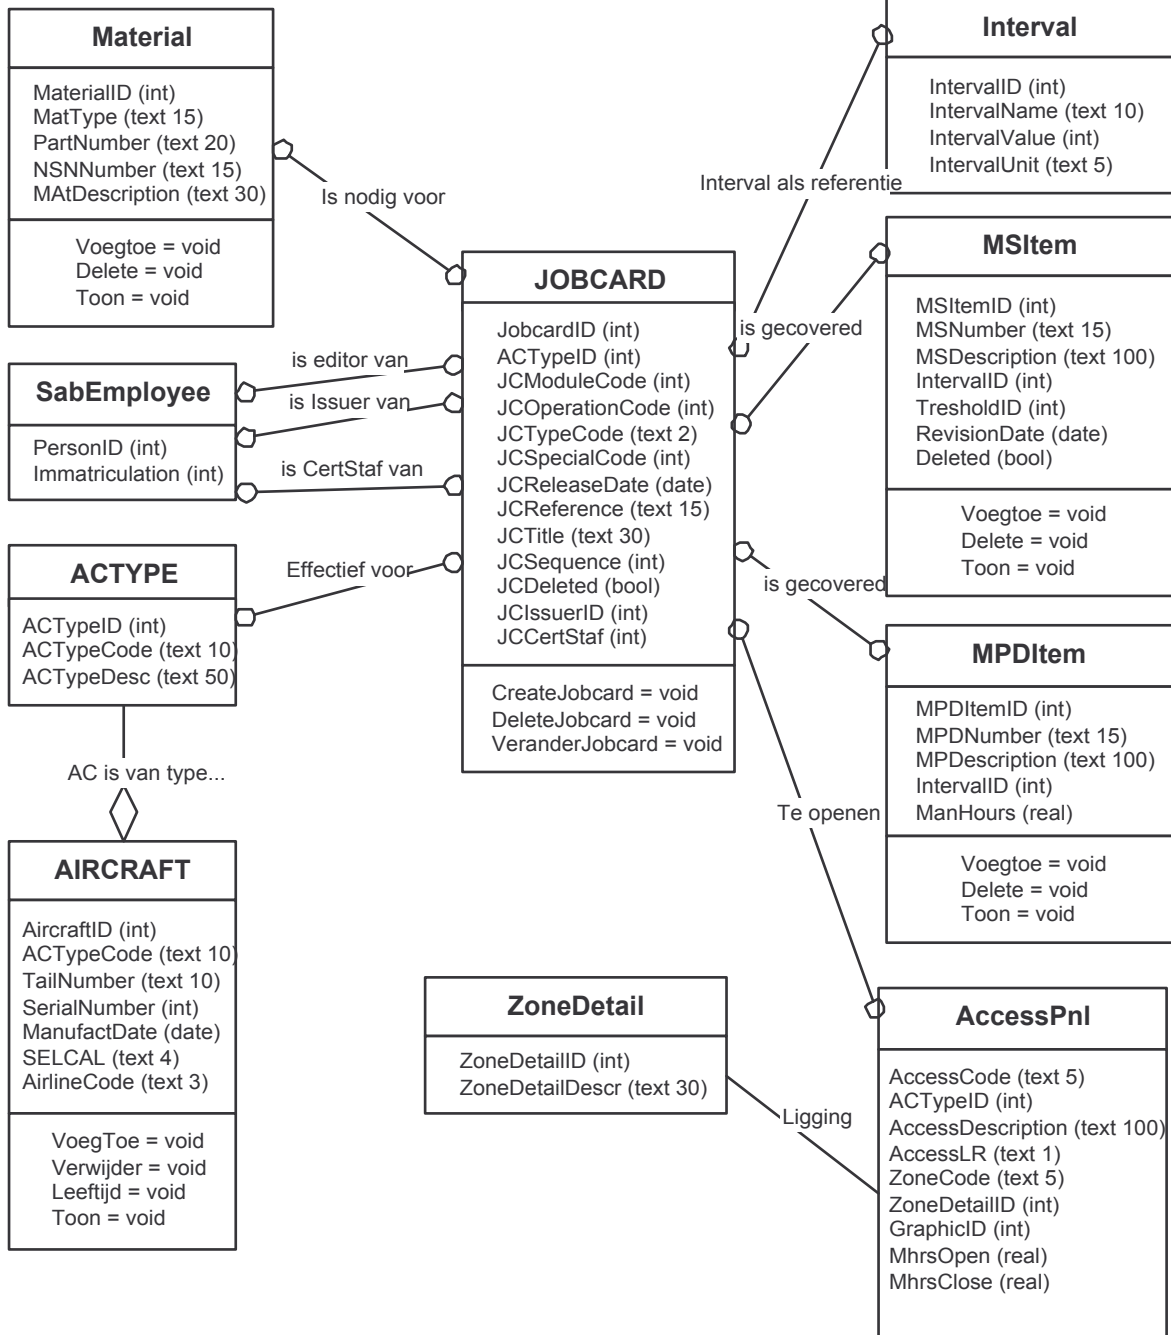 Material
MaterialID (int)
MatType (text 15)
PartNumber (text 20)
NSNNumber (text 15)
MAtDescription (text 30)
Voegtoe = void
Delete = void
Toon = void
Is nodig voor
SabEmployee
PersonID (int)
Immatriculation (int)
is editor van
is Issuer van
is CertStaf van
ACTYPE
ACTypeID (int)
ACTypeCode (text 10)
ACTypeDesc (text 50)
Effectief voor
AC is van type...
AIRCRAFT
AircraftID (int)
ACTypeCode (text 10)
TailNumber (text 10)
SerialNumber (int)
ManufactDate (date)
SELCAL (text 4)
AirlineCode (text 3)
VoegToe = void
Verwijder = void
Leeftijd = void
Toon = void
JOBCARD
JobcardID (int)
ACTypeID (int)
JCModuleCode (int)
JCOperationCode (int)
JCTypeCode (text 2)
JCSpecialCode (int)
JCReleaseDate (date)
JCReference (text 15)
JCTitle (text 30)
JCSequence (int)
JCDeleted (bool)
JCIssuerID (int)
JCCertStaf (int)
CreateJobcard = void
DeleteJobcard = void
VeranderJobcard = void
Interval als referentie
is gecovered
is gecovered
Te openen
ZoneDetail
ZoneDetailID (int)
ZoneDetailDescr (text 30)
Ligging
Interval
IntervalID (int)
IntervalName (text 10)
IntervalValue (int)
IntervalUnit (text 5)
MSItem
MSItemID (int)
MSNumber (text 15)
MSDescription (text 100)
IntervalID (int)
TresholdID (int)
RevisionDate (date)
Deleted (bool)
Voegtoe = void
Delete = void
Toon = void
MPDItem
MPDItemID (int)
MPDNumber (text 15)
MPDescription (text 100)
IntervalID (int)
ManHours (real)
Voegtoe = void
Delete = void
Toon = void
AccessPnl
AccessCode (text 5)
ACTypeID (int)
AccessDescription (text 100)
AccessLR (text 1)
ZoneCode (text 5)
ZoneDetailID (int)
GraphicID (int)
MhrsOpen (real)
MhrsClose (real)